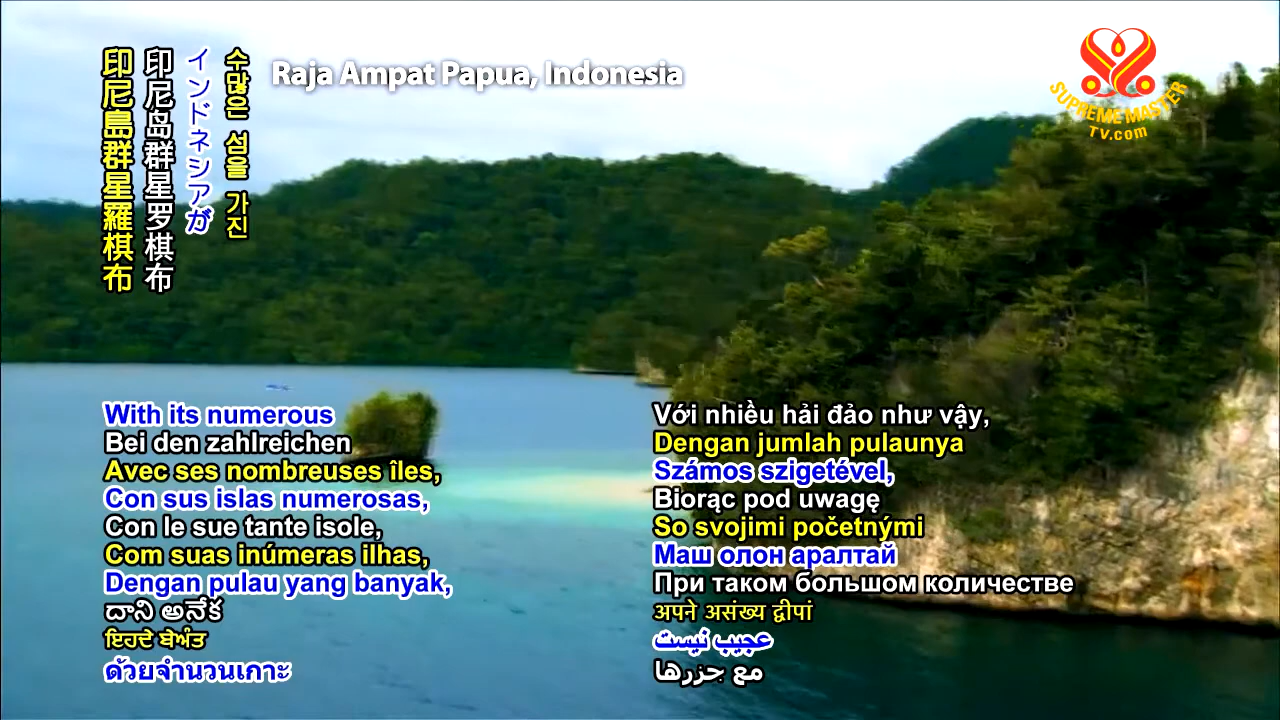 Raja Ampat Papua, Indonesia
SUPREME MASTER
TV.com
수많은 섬을 가진
インドネシアが
印尼岛群星罗棋布
印尼島群星羅棋布
With its numerous
Bei den zahlreichen
Avec ses nombreuses îles,
Con sus islas numerosas,
Con le sue tante isole,
Com suas inúmeras ilhas,
Dengan pulau yang banyak,
దాని అనేక
ਇਹਦੇ ਬੇਅੰਤ
ด้วยจำนวนเกาะ
Với nhiều hải đảo như vậy,
Dengan jumlah pulaunya
Számos szigetével,
Biorąc pod uwagę
So svojimi početnými
Маш олон аралтай
При таком большом количестве
अपने असंख्य द्वीपां
عجیب نیست
مع جزرها